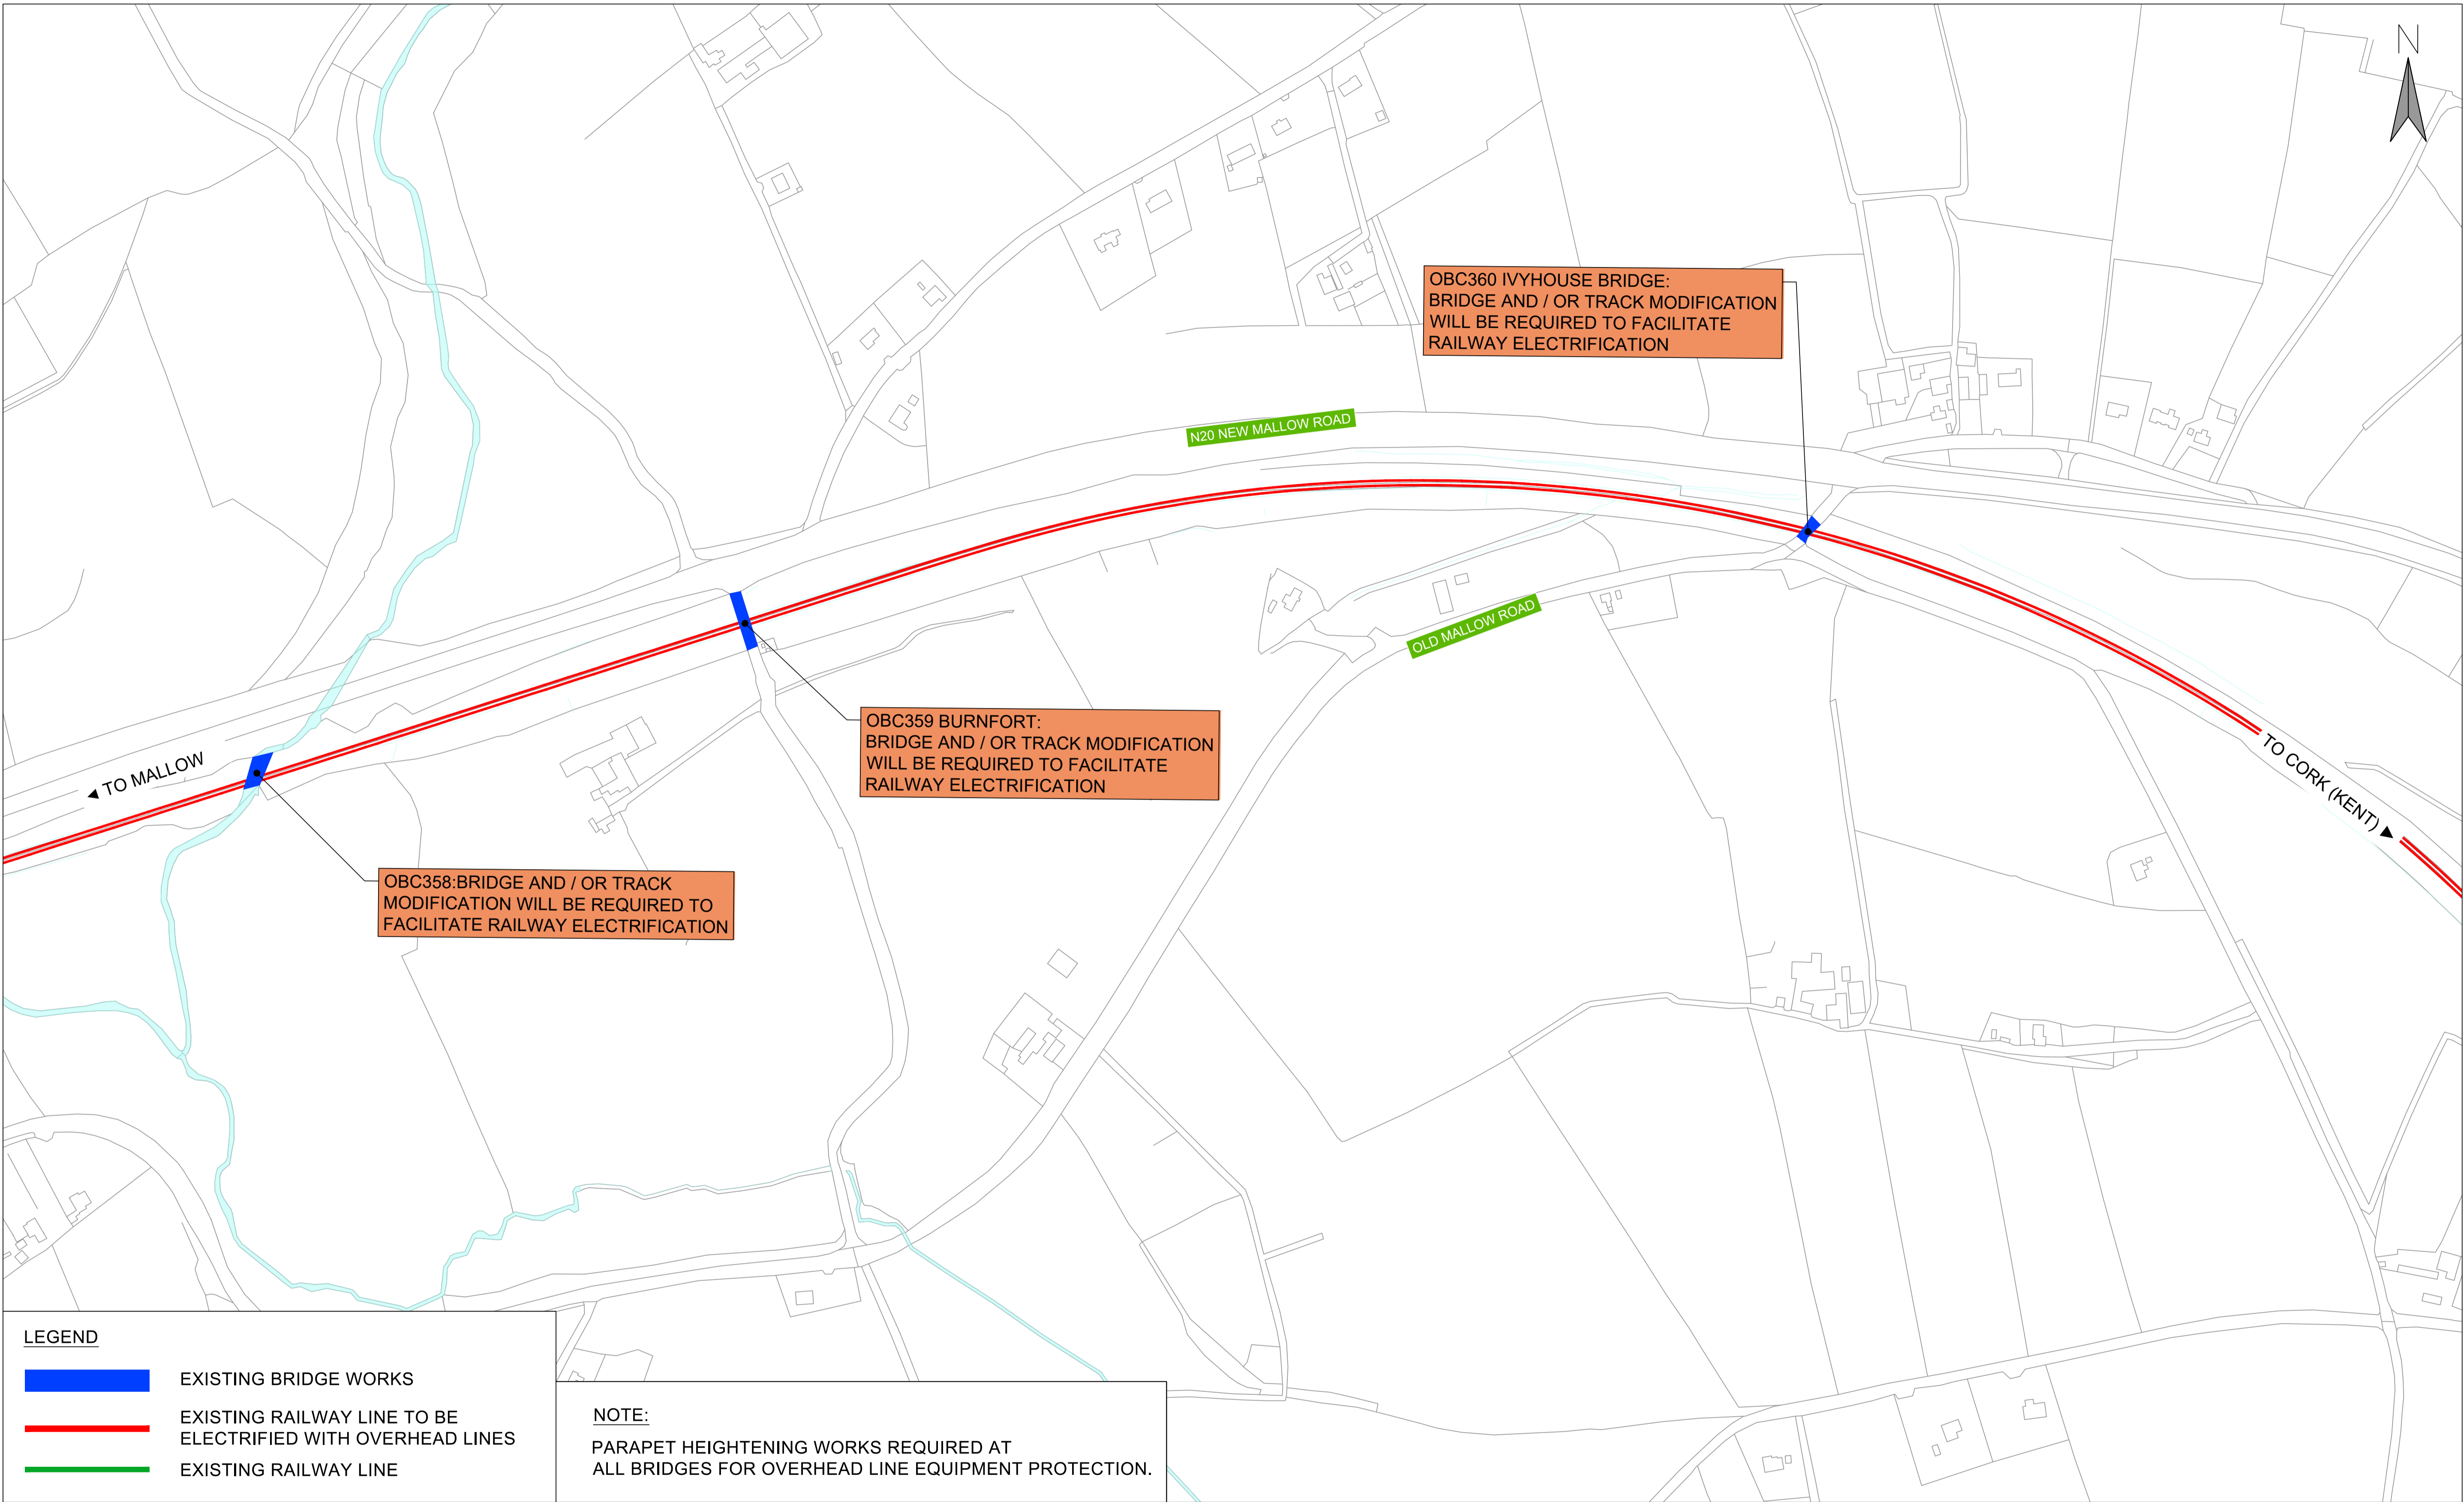 N
OBC360 IVYHOUSE BRIDGE:
BRIDGE AND / OR TRACK MODIFICATION
WILL BE REQUIRED TO FACILITATE
RAILWAY ELECTRIFICATION
N20 NEW MALLOW ROAD
OLD MALLOW ROAD
OBC359 BURNFORT:
BRIDGE AND / OR TRACK MODIFICATION
WILL BE REQUIRED TO FACILITATE
RAILWAY ELECTRIFICATION
TO MALLOW
TO CORK (KENT)
OBC358:BRIDGE AND / OR TRACK
MODIFICATION WILL BE REQUIRED TO
FACILITATE RAILWAY ELECTRIFICATION
LEGEND
EXISTING BRIDGE WORKS
EXISTING RAILWAY LINE TO BE
ELECTRIFIED WITH OVERHEAD LINES
EXISTING RAILWAY LINE
NOTE:
PARAPET HEIGHTENING WORKS REQUIRED AT
ALL BRIDGES FOR OVERHEAD LINE EQUIPMENT PROTECTION.